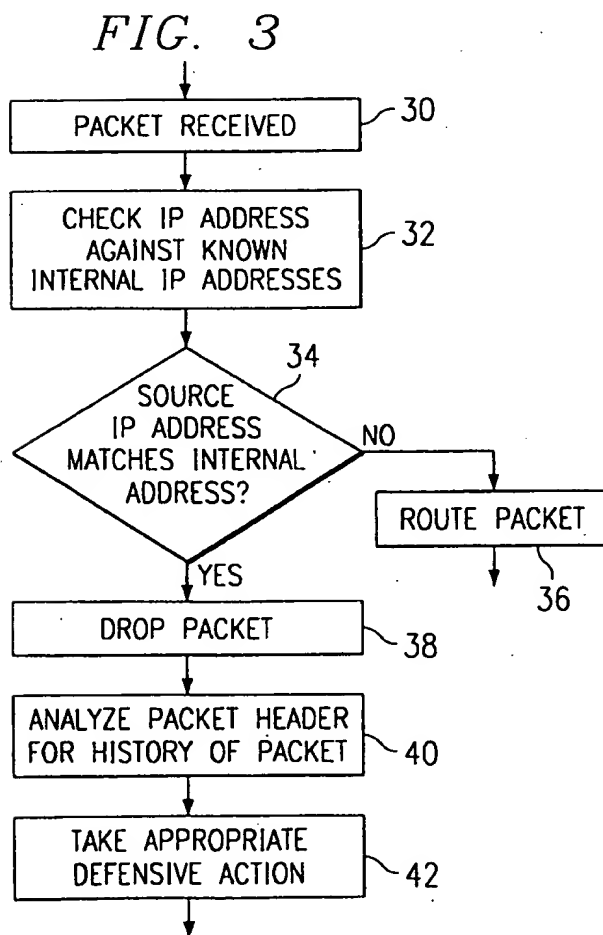 FIG. 3
PACKET RECEIVED
30
CHECK IP ADDRESS
AGAINST KNOWN
INTERNAL IP ADDRESSES
32
34
SOURCE
IP ADDRESS
MATCHES INTERNAL
ADDRESS?
NO
ROUTE PACKET
36
YES
DROP PACKET
38
ANALYZE PACKET HEADER
FOR HISTORY OF PACKET
40
TAKE APPROPRIATE
DEFENSIVE ACTION
42